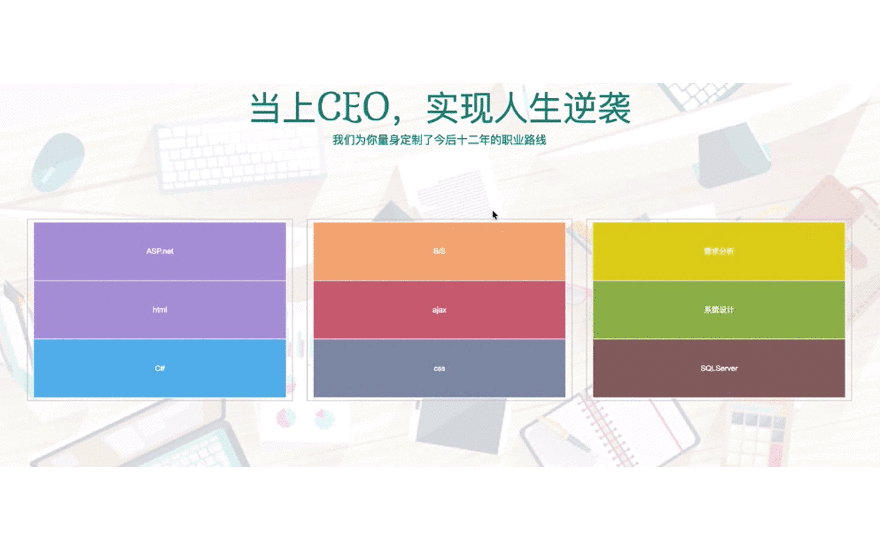 当上CEO，实现人生逆袭
我们为你量身定制了今后十二年的职业路线
ASP.net
html
C#
B/S
ajax
css
需求分析
系统设计
SQLServer